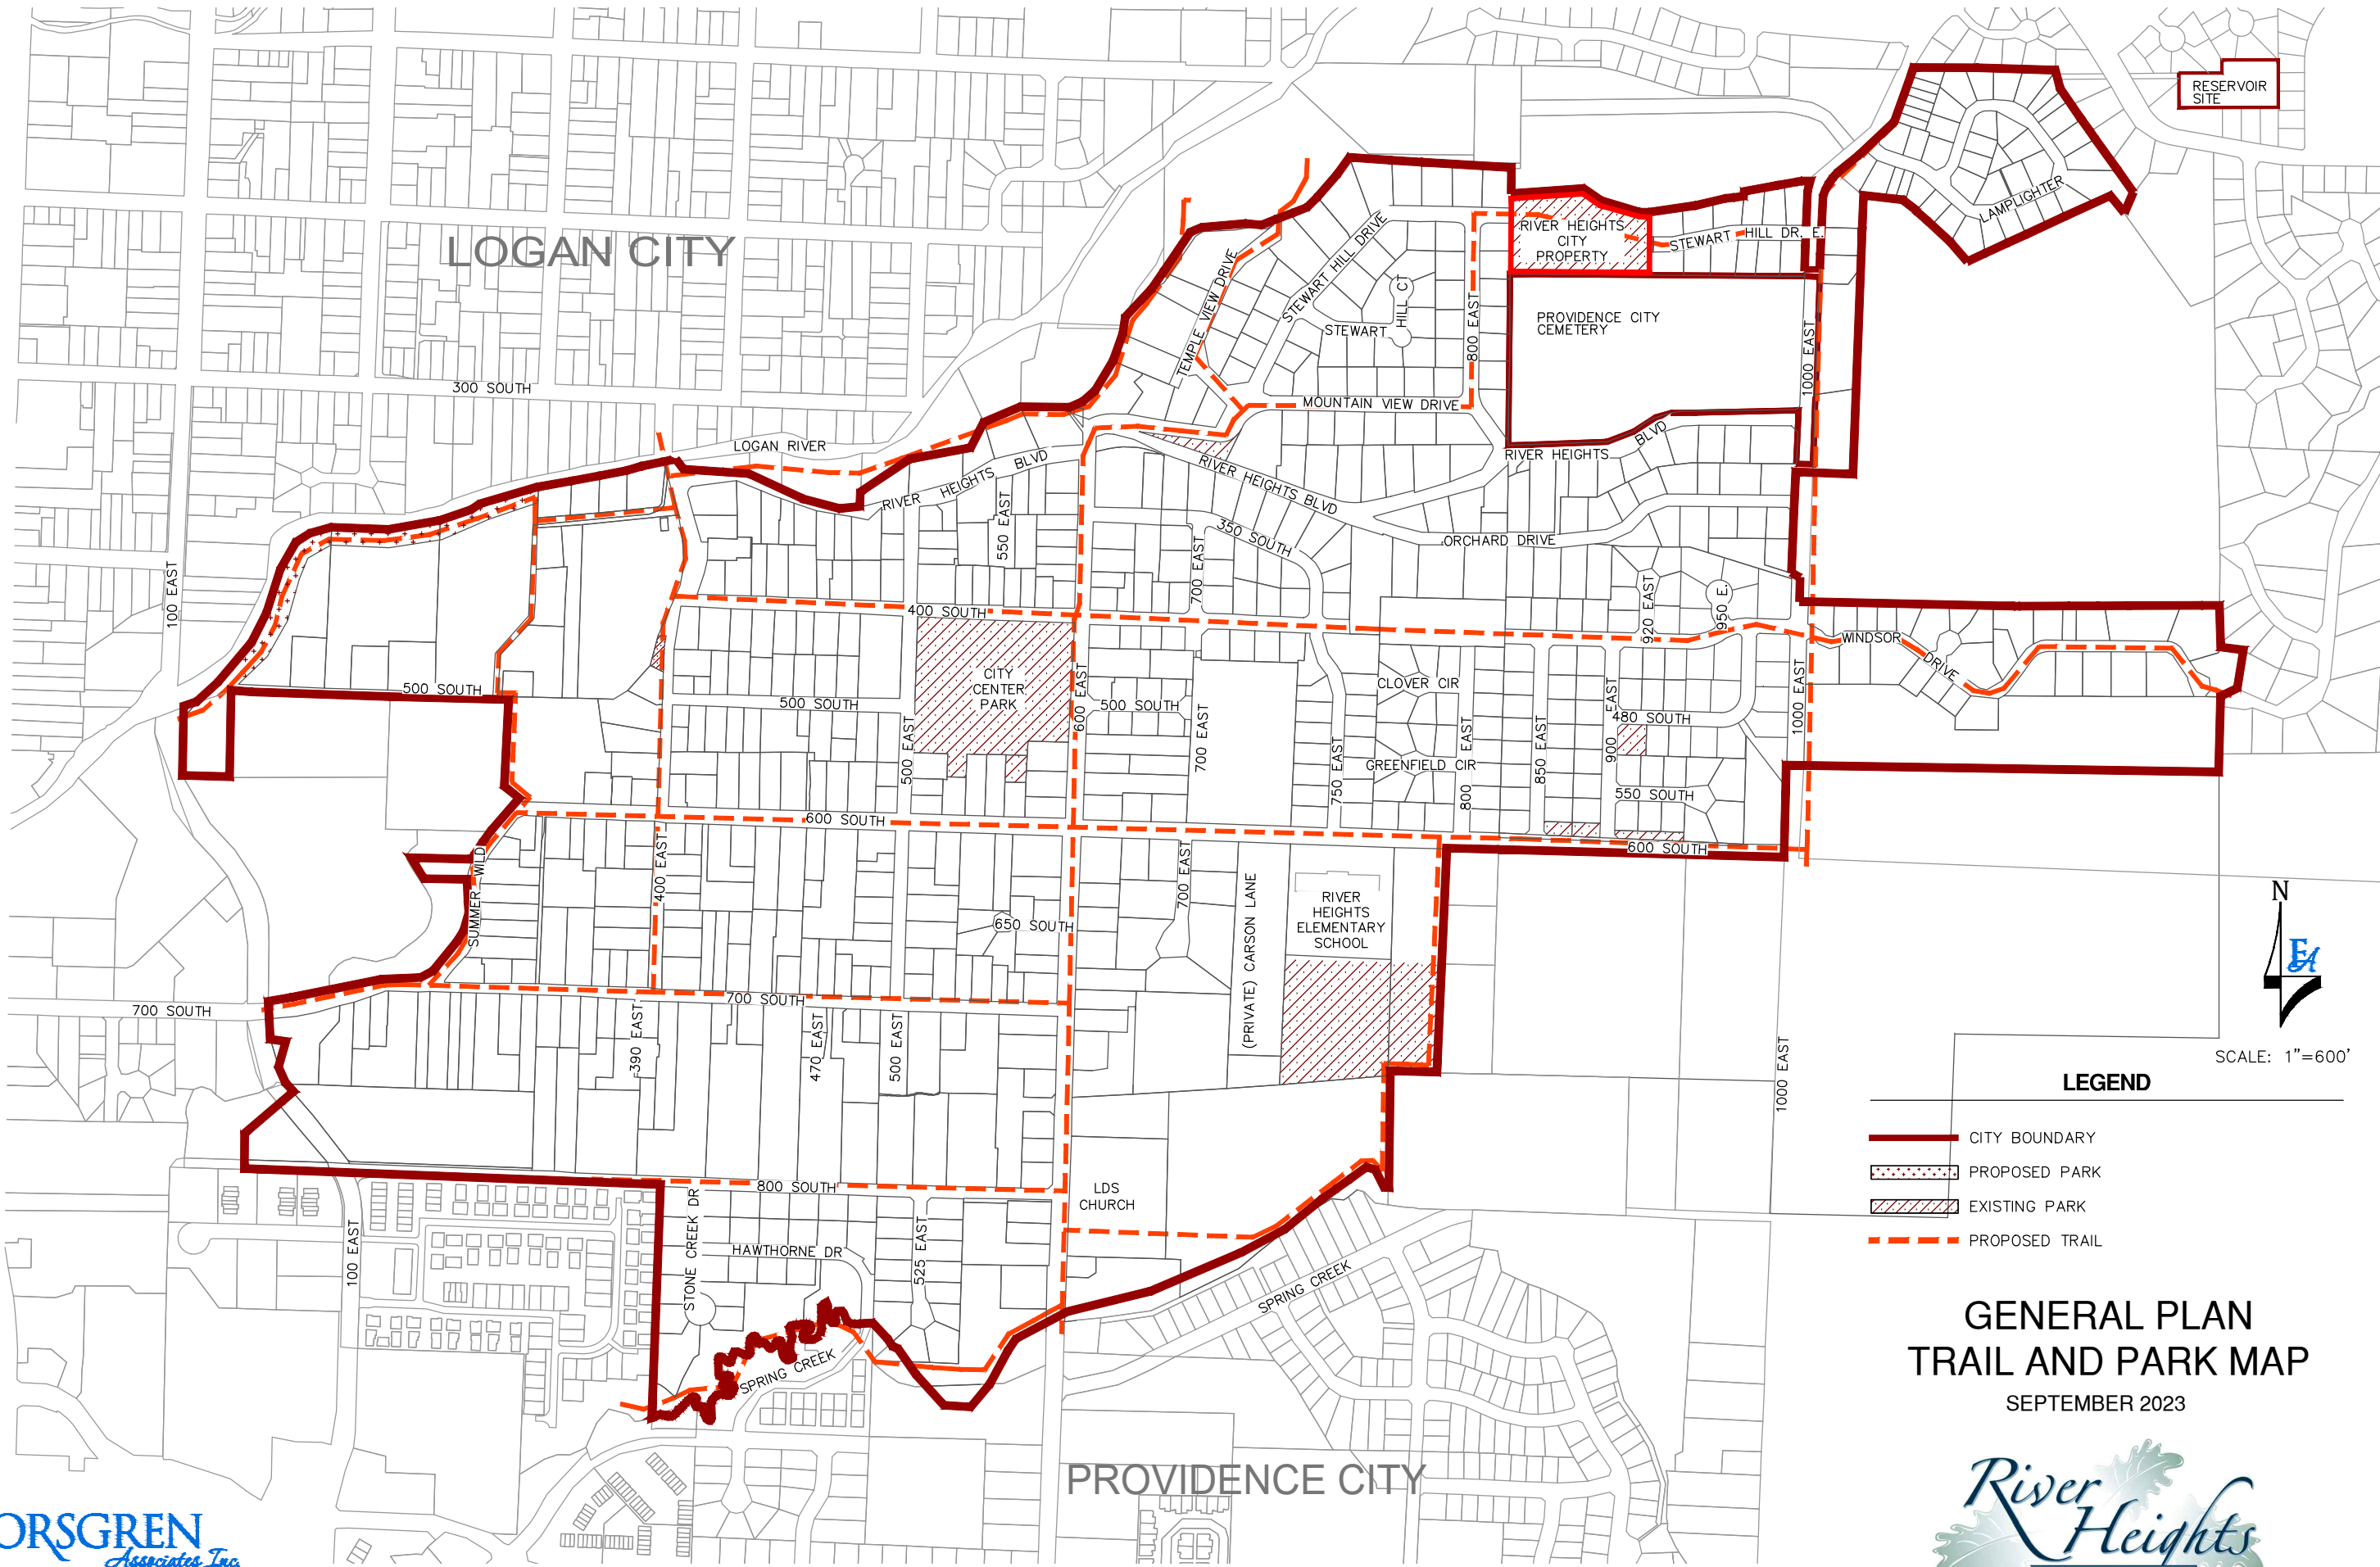 RESERVOIR
SITE
LAMPLIGHTER
LOGAN CITY
RIVER HEIGHTS
CITY
PROPERTY
STEWART HILL DR. E.
STEWART HILL DRIVE
TEMPLE VIEW DRIVE
STEWART
HILL CT
800 EAST
PROVIDENCE CITY
CEMETERY
1000 EAST
300 SOUTH
MOUNTAIN VIEW DRIVE
LOGAN RIVER
RIVER HEIGHTS BLVD
RIVER HEIGHTS BLVD
RIVER HEIGHTS BLVD
550 EAST
350 SOUTH
ORCHARD DRIVE
100 EAST
700 EAST
920 EAST
950 E.
400 SOUTH
WINDSOR DRIVE
CITY
CENTER
PARK
600 EAST
500 SOUTH
500 SOUTH
500 SOUTH
CLOVER CIR
480 SOUTH
1000 EAST
500 EAST
700 EAST
750 EAST
GREENFIELD CIR
800 EAST
850 EAST
900 EAST
550 SOUTH
600 SOUTH
600 SOUTH
SUMMER WILD
400 EAST
700 EAST
(PRIVATE) CARSON LANE
RIVER
HEIGHTS
ELEMENTARY
SCHOOL
650 SOUTH
N
EA
700 SOUTH
700 SOUTH
390 EAST
470 EAST
500 EAST
1000 EAST
SCALE: 1"=600'
LEGEND
CITY BOUNDARY
PROPOSED PARK
EXISTING PARK
PROPOSED TRAIL
800 SOUTH
LDS
CHURCH
100 EAST
STONE CREEK DR
HAWTHORNE DR
525 EAST
SPRING CREEK
SPRING CREEK
GENERAL PLAN
TRAIL AND PARK MAP
SEPTEMBER 2023
PROVIDENCE CITY
River
Heights
ORSGREN
Associates Inc.